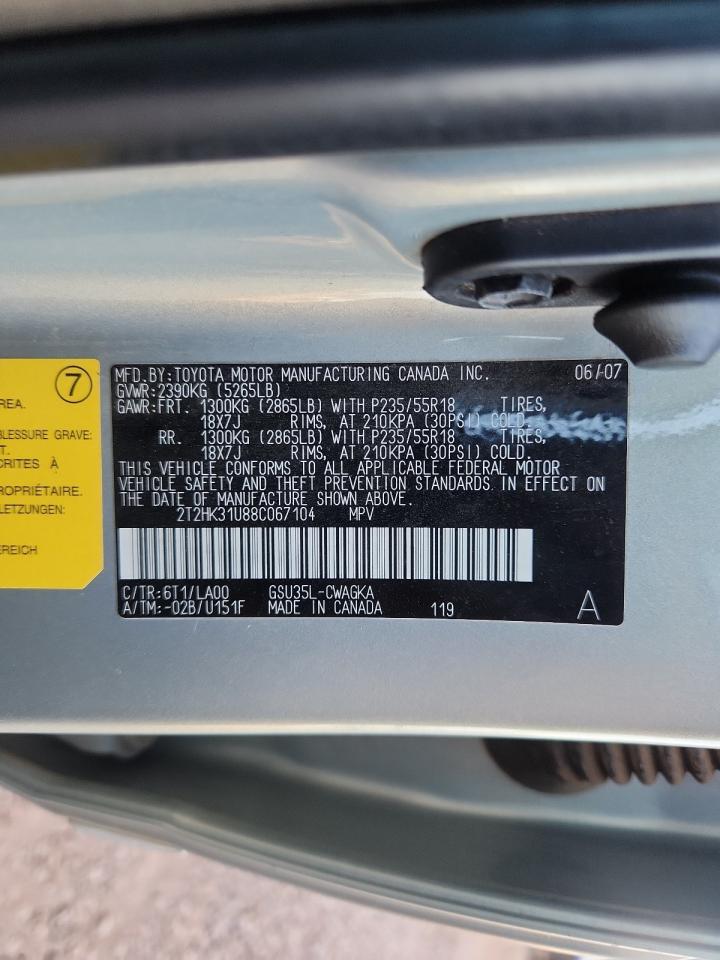 7
REA.
BLESSURE GRAVE:
T.
CRITES À
ROPRIÉTAIRE.
LETZUNGEN:
EREICH
MFD.BY:TOYOTA MOTOR MANUFACTURING CANADA INC. 06/07
GVWR:2390KG (5265LB)
GAWR:FRT. 1300KG (2865LB) WITH P235/55R18 TIRES,
18X7J RIMS, AT 210KPA (30PSI) COLD.
RR. 1300KG (2865LB) WITH P235/55R18 TIRES,
18X7J RIMS, AT 210KPA (30PSI) COLD.
THIS VEHICLE CONFORMS TO ALL APPLICABLE FEDERAL MOTOR
VEHICLE SAFETY AND THEFT PREVENTION STANDARDS IN EFFECT ON
THE DATE OF MANUFACTURE SHOWN ABOVE.
2T2HK31U88C067104 MPV
C/TR:6T1/LA00 GSU35L-CWAGKA
A/TM:-02B/U151F MADE IN CANADA 119 A